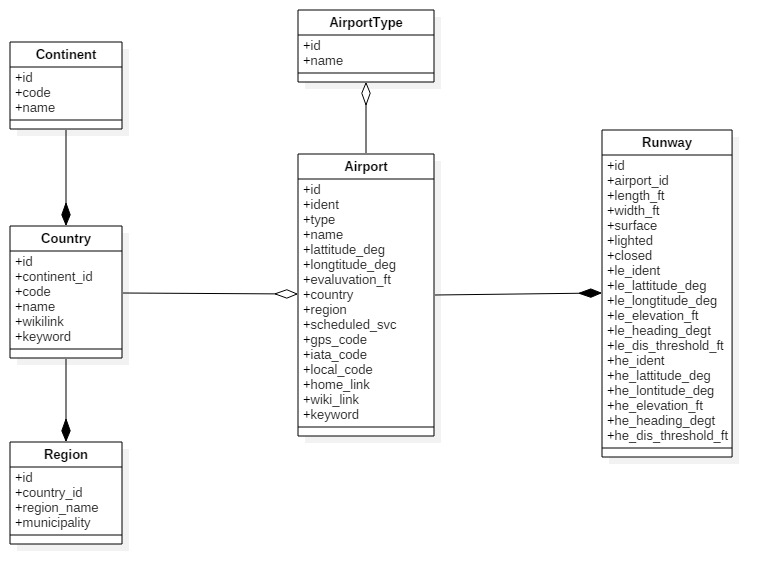 AirportType
+id
+name
Continent
+id
+code
+name
Airport
+id
+ident
+type
+name
+lattitude_deg
+longtitude_deg
+evaluvation_ft
+country
+region
+scheduled_svc
+gps_code
+iata_code
+local_code
+home_link
+wiki_link
+keyword
Runway
+id
+airport_id
+length_ft
+width_ft
+surface
+lighted
+closed
+le_ident
+le_lattitude_deg
+le_longtitude_deg
+le_elevation_ft
+le_heading_degt
+le_dis_threshold_ft
+he_ident
+he_lattitude_deg
+he_lontitude_deg
+he_elevation_ft
+he_heading_degt
+he_dis_threshold_ft
Country
+id
+continent_id
+code
+name
+wikilink
+keyword
Region
+id
+country_id
+region_name
+municipality